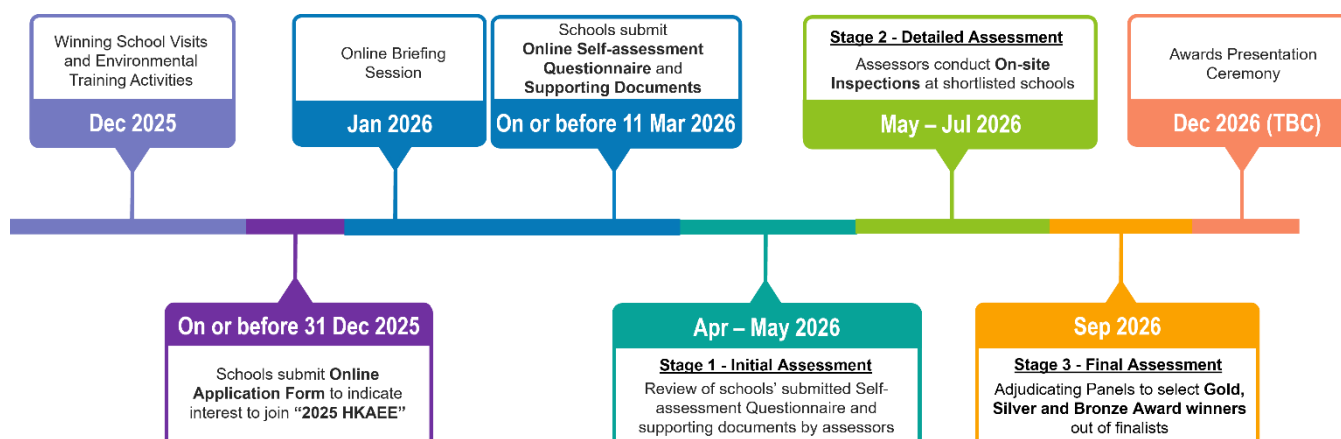 Winning School Visits
and Environmental
Training Activities
Dec 2025
Schools submit Online
Application Form to indicate
interest to join “2025 HKAEE”
On or before 31 Dec 2025
Online Briefing
Session
Jan 2026
Schools submit
Online Self-assessment
Questionnaire and
Supporting Documents
On or before 11 Mar 2026
Apr – May 2026
Stage 1 - Initial Assessment
Review of schools’ submitted Self-
assessment Questionnaire and
supporting documents by assessors
Stage 2 - Detailed Assessment
Assessors conduct On-site
Inspections at shortlisted schools
May – Jul 2026
Sep 2026
Stage 3 - Final Assessment
Adjudicating Panels to select Gold,
Silver and Bronze Award winners
out of finalists
Awards Presentation
Ceremony
Dec 2026 (TBC)